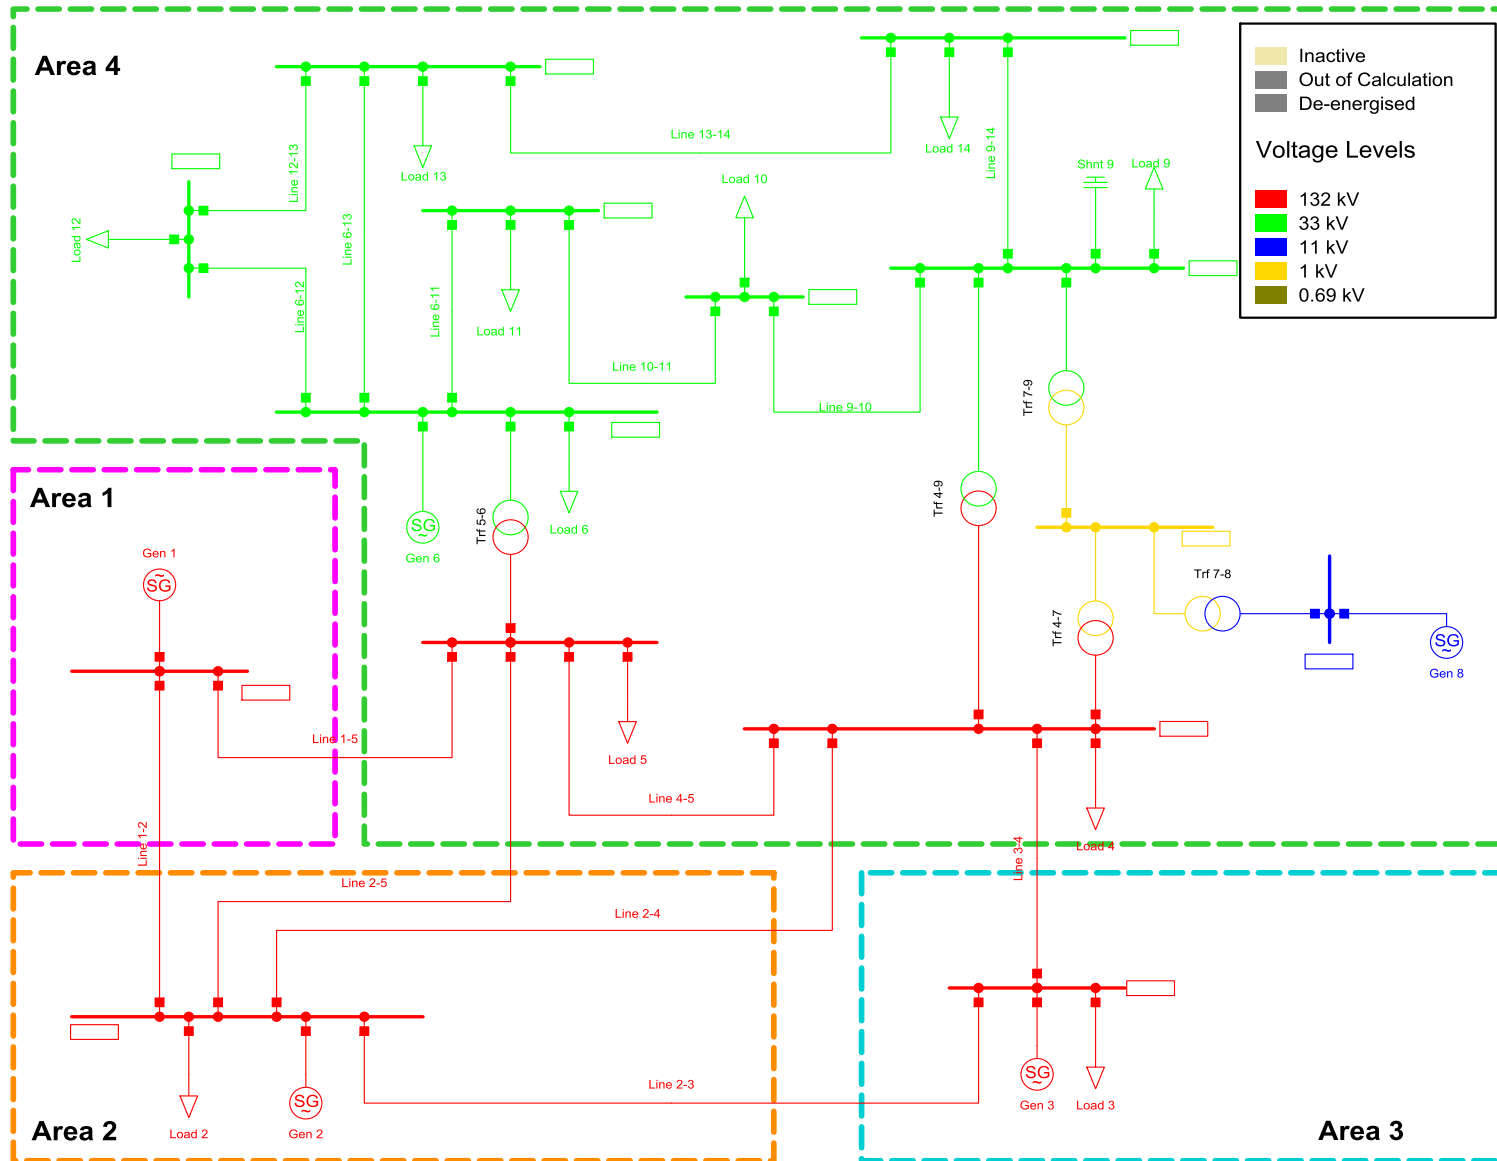 Area 4
Inactive
Out of Calculation
De-energised
Voltage Levels
132 kV
33 kV
11 kV
1 kV
0.69 kV
Line 13-14
Load 14
Line 9-14
Shnt 9
Load 9
Line 12-13
Load 13
Load 10
Load 12
Line 6-13
Line 6-12
Line 6-11
Load 11
Line 10-11
Line 9-10
Trf 7-9
Trf 4-9
Trf 5-6
SG
Gen 6
Load 6
Area 1
Gen 1
SG
Trf 7-8
Trf 4-7
SG
Gen 8
Line 1-5
Load 5
Line 4-5
Line 1-2
Load 4
Line 3-4
Line 2-5
Line 2-4
Line 2-3
SG
Load 2
Gen 2
SG
Gen 3
Load 3
Area 2
Area 3